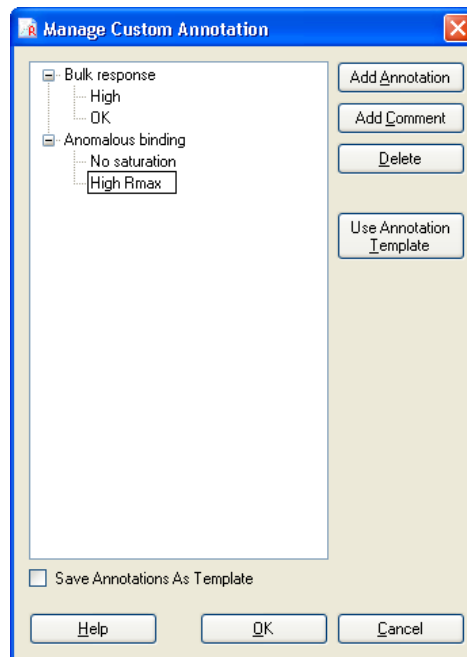 Manage Custom Annotation
Bulk response
High
OK
Anomalous binding
No saturation
High Rmax
Add Annotation
Add Comment
Delete
Use Annotation
Template
Save Annotations As Template
Help
OK
Cancel